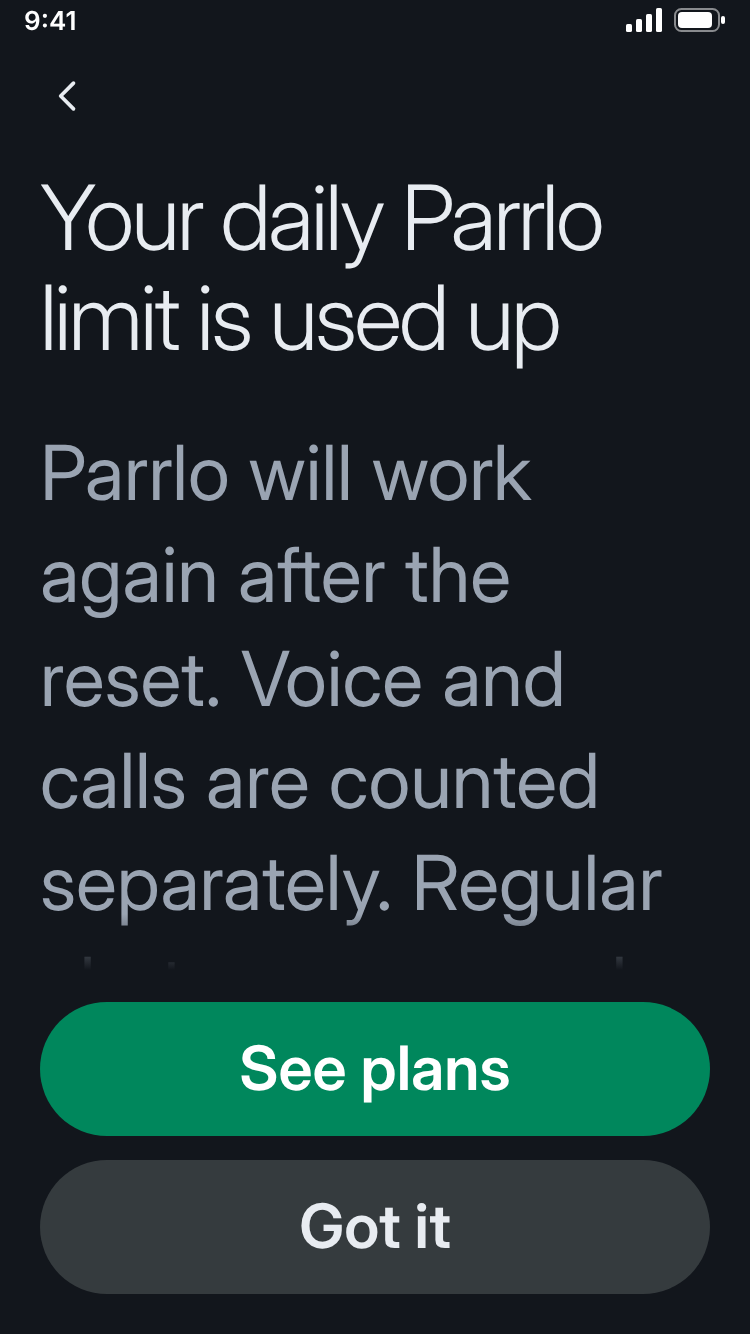 9:41
Your daily Parrlo
limit is used up
Parrlo will work
again after the
reset. Voice and
calls are counted
separately. Regular
See plans
Got it